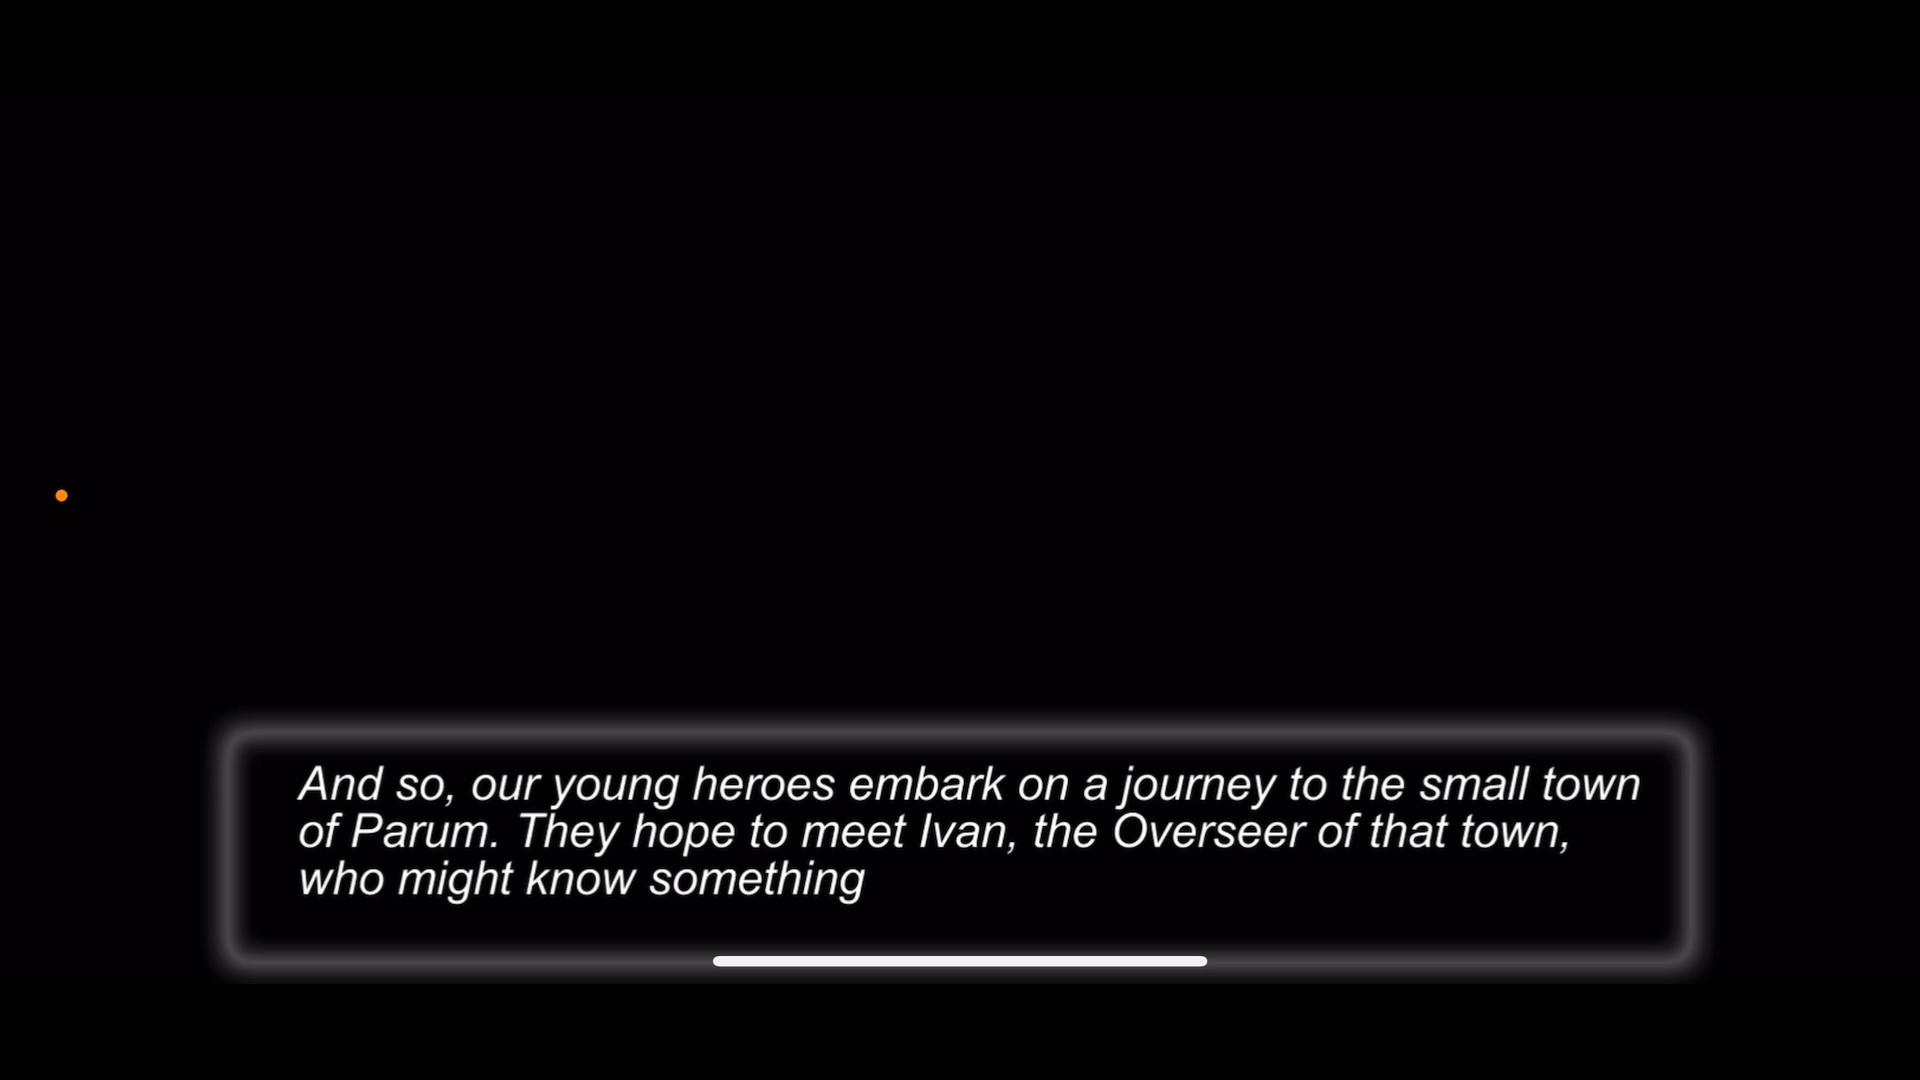 And so, our young heroes embark on a journey to the small town
of Parum. They hope to meet Ivan, the Overseer of that town,
who might know something